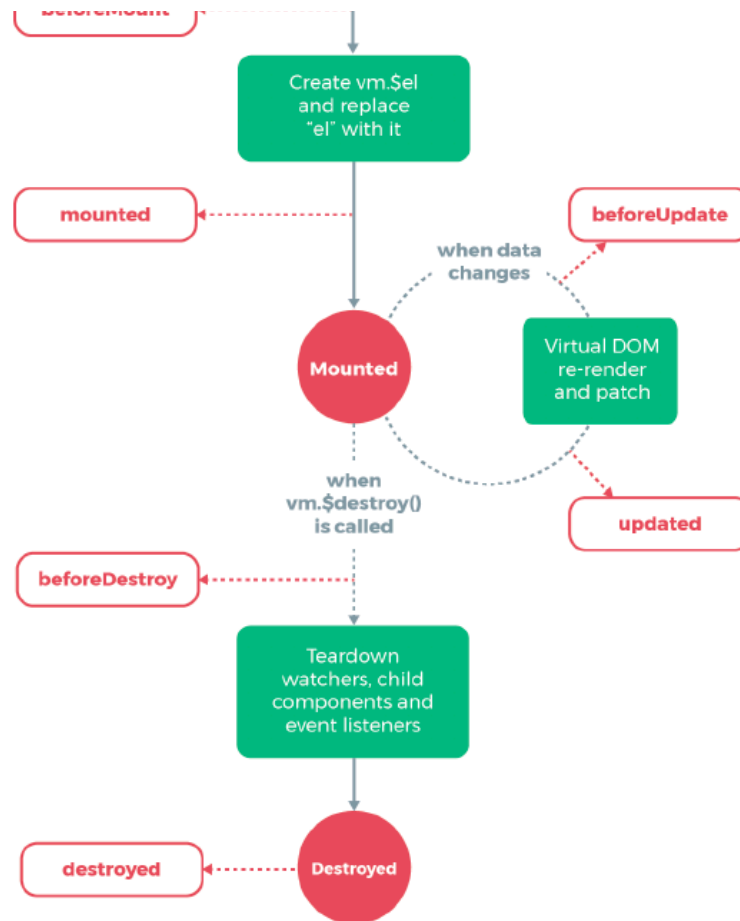 beforeMount
Create vm.$el
and replace
“el” with it
mounted
beforeUpdate
when data
changes
Virtual DOM
re-render
and patch
Mounted
when
vm.$destroy()
is called
updated
beforeDestroy
Teardown
watchers, child
components and
event listeners
destroyed
Destroyed